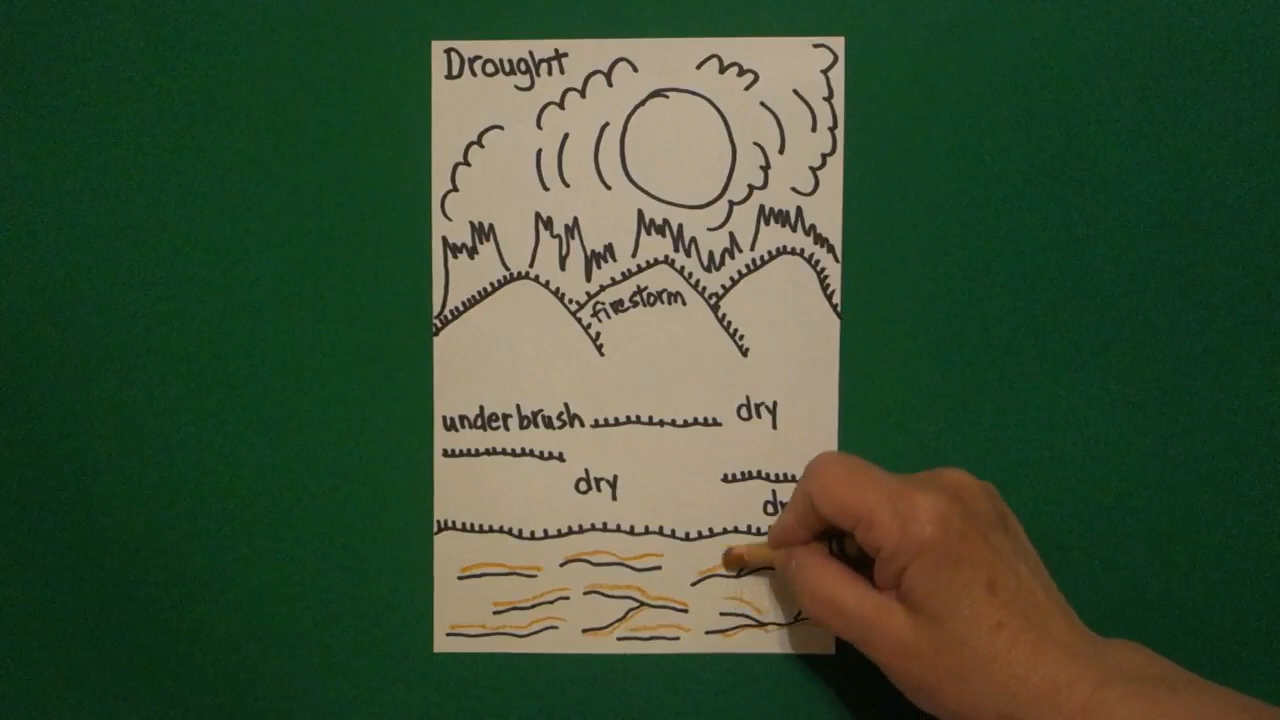 Drought
firestorm
underbrush dry
dry